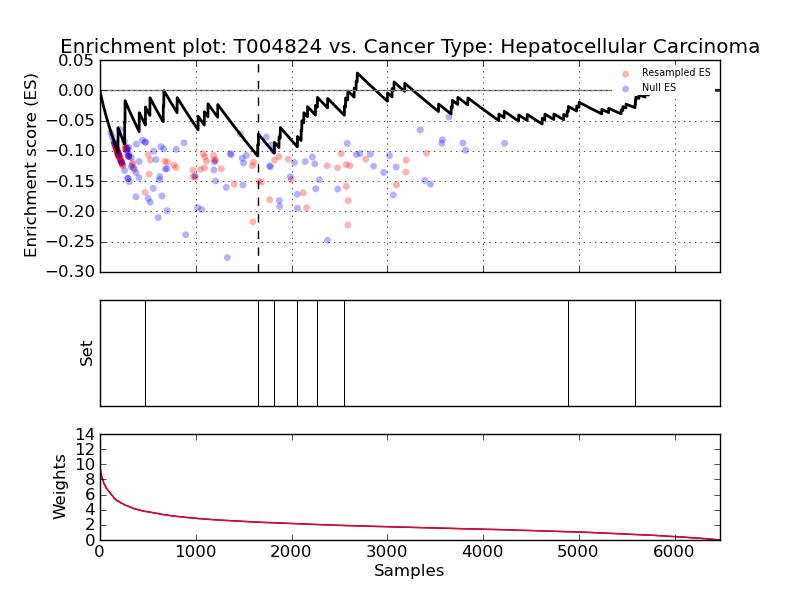 Enrichment plot: T004824 vs. Cancer Type: Hepatocellular Carcinoma
Enrichment score (ES)
0.05
0.00
−0.05
−0.10
−0.15
−0.20
−0.25
−0.30
Resampled ES
Null ES
Set
Weights
14
12
10
8
6
4
2
0
0 1000 2000 3000 4000 5000 6000
Samples